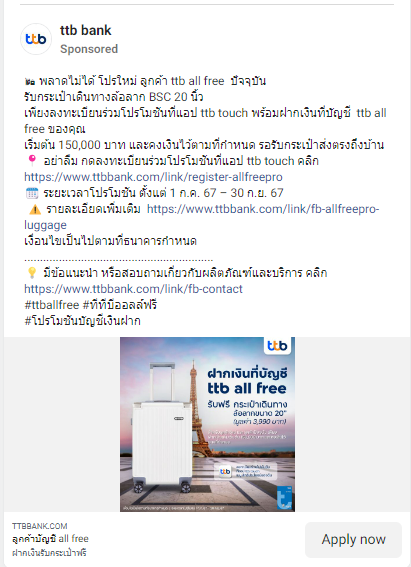 ttb
ttb bank
Sponsored
พลาดไม่ได้ โปรใหม่ ลูกค้า ttb all free ปัจจุบัน
รับกระเป๋าเดินทางล้อลาก BSC 20 นิ้ว
เพียงลงทะเบียนร่วมโปรโมชันที่แอป ttb touch พร้อมฝากเงินที่บัญชี ttb all
free ของคุณ
เริ่มต้น 150,000 บาท และคงเงินไว้ตามที่กำหนด รอรับกระเป๋าส่งตรงถึงบ้าน
📍 อย่าลืม กดลงทะเบียนร่วมโปรโมชันที่แอป ttb touch คลิก
https://www.ttbbank.com/link/register-allfreepro
🗓️ ระยะเวลาโปรโมชัน ตั้งแต่ 1 ก.ค. 67 – 30 ก.ย. 67
⚠️ รายละเอียดเพิ่มเติม https://www.ttbbank.com/link/fb-allfreepro-
luggage
เงื่อนไขเป็นไปตามที่ธนาคารกำหนด
............................................................
💡 มีข้อแนะนำ หรือสอบถามเกี่ยวกับผลิตภัณฑ์และบริการ คลิก
https://www.ttbbank.com/link/fb-contact
#ttballfree #ทีทีบีออลล์ฟรี
#โปรโมชันบัญชีเงินฝาก
ttb
ฝากเงินที่บัญชี
ttb all free
รับฟรี กระเป๋าเดินทาง
ล้อลากขนาด 20"
(มูลค่า 3,990 บาท)
TTBBANK.COM
ลูกค้าบัญชี all free
ฝากเงินรับกระเป๋าฟรี
Apply now